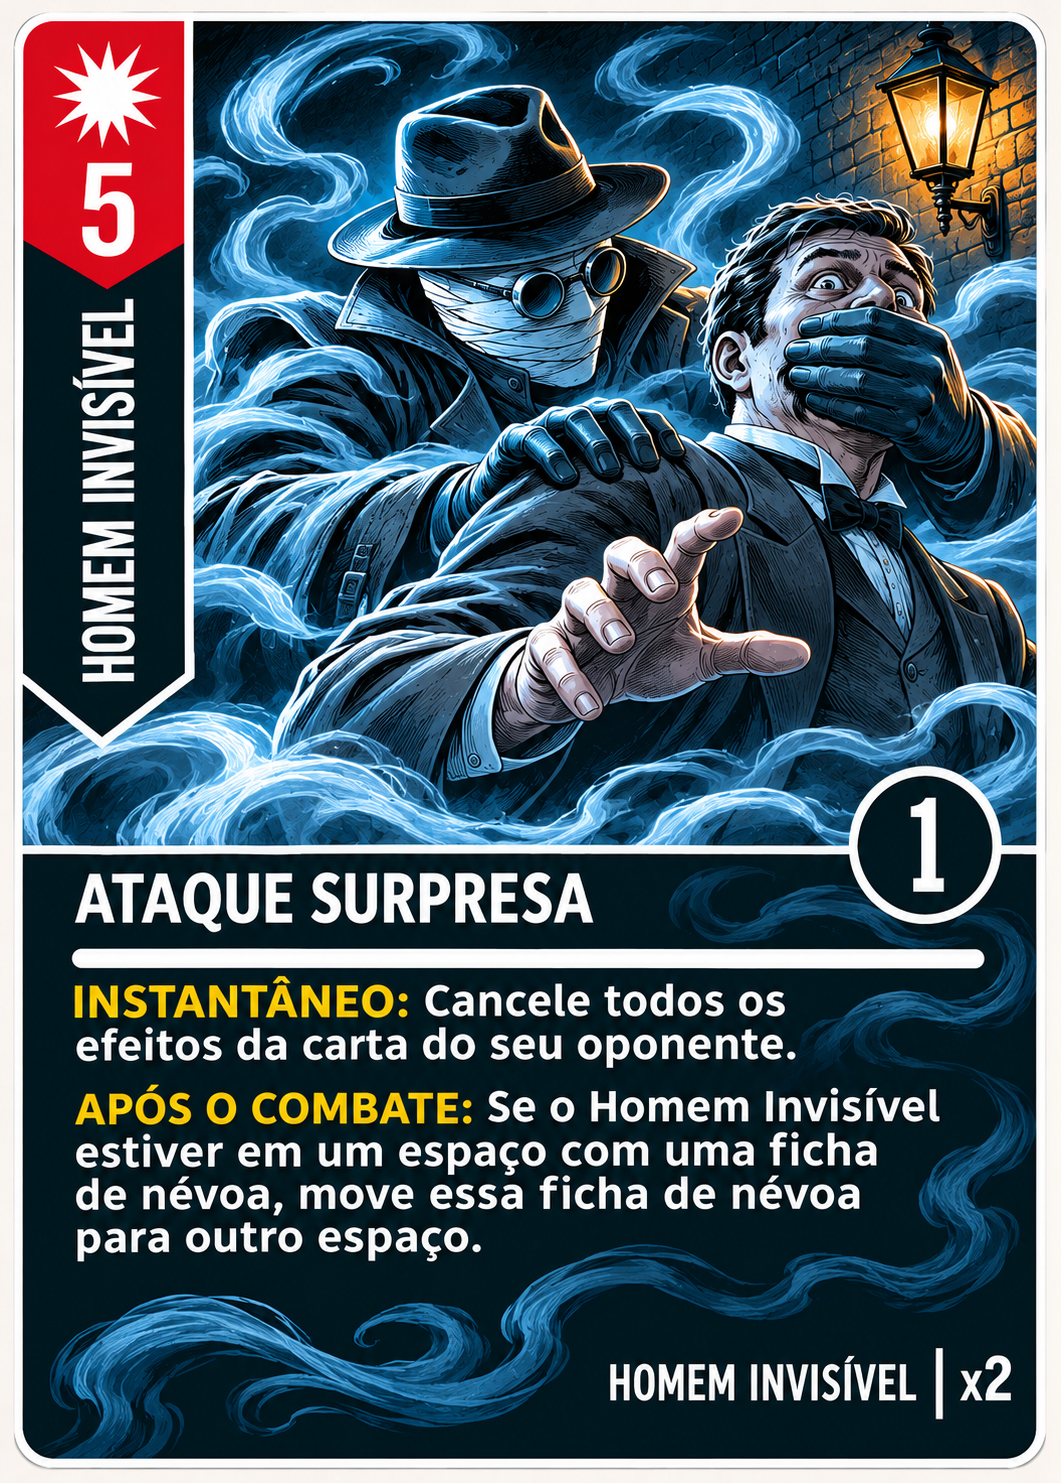 5
HOMEM INVISÍVEL
1
ATAQUE SURPRESA
INSTANTÂNEO: Cancele todos os
efeitos da carta do seu oponente.
APÓS O COMBATE: Se o Homem Invisível
estiver em um espaço com uma ficha
de névoa, move essa ficha de névoa
para outro espaço.
HOMEM INVISÍVEL | x2